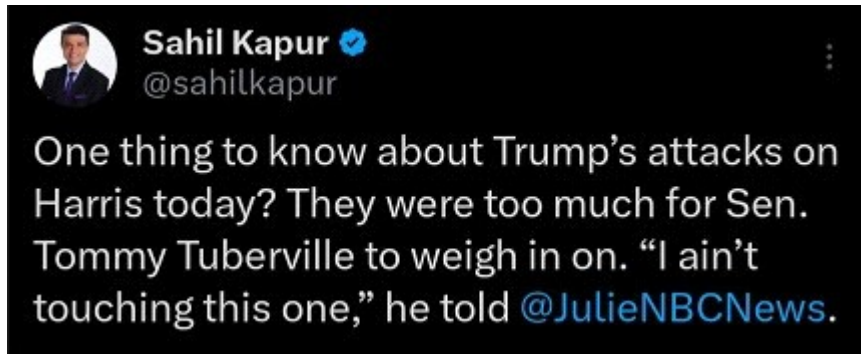 Sahil Kapur
@sahilkapur
One thing to know about Trump’s attacks on
Harris today? They were too much for Sen.
Tommy Tuberville to weigh in on. “I ain’t
touching this one,” he told @JulieNBCNews.